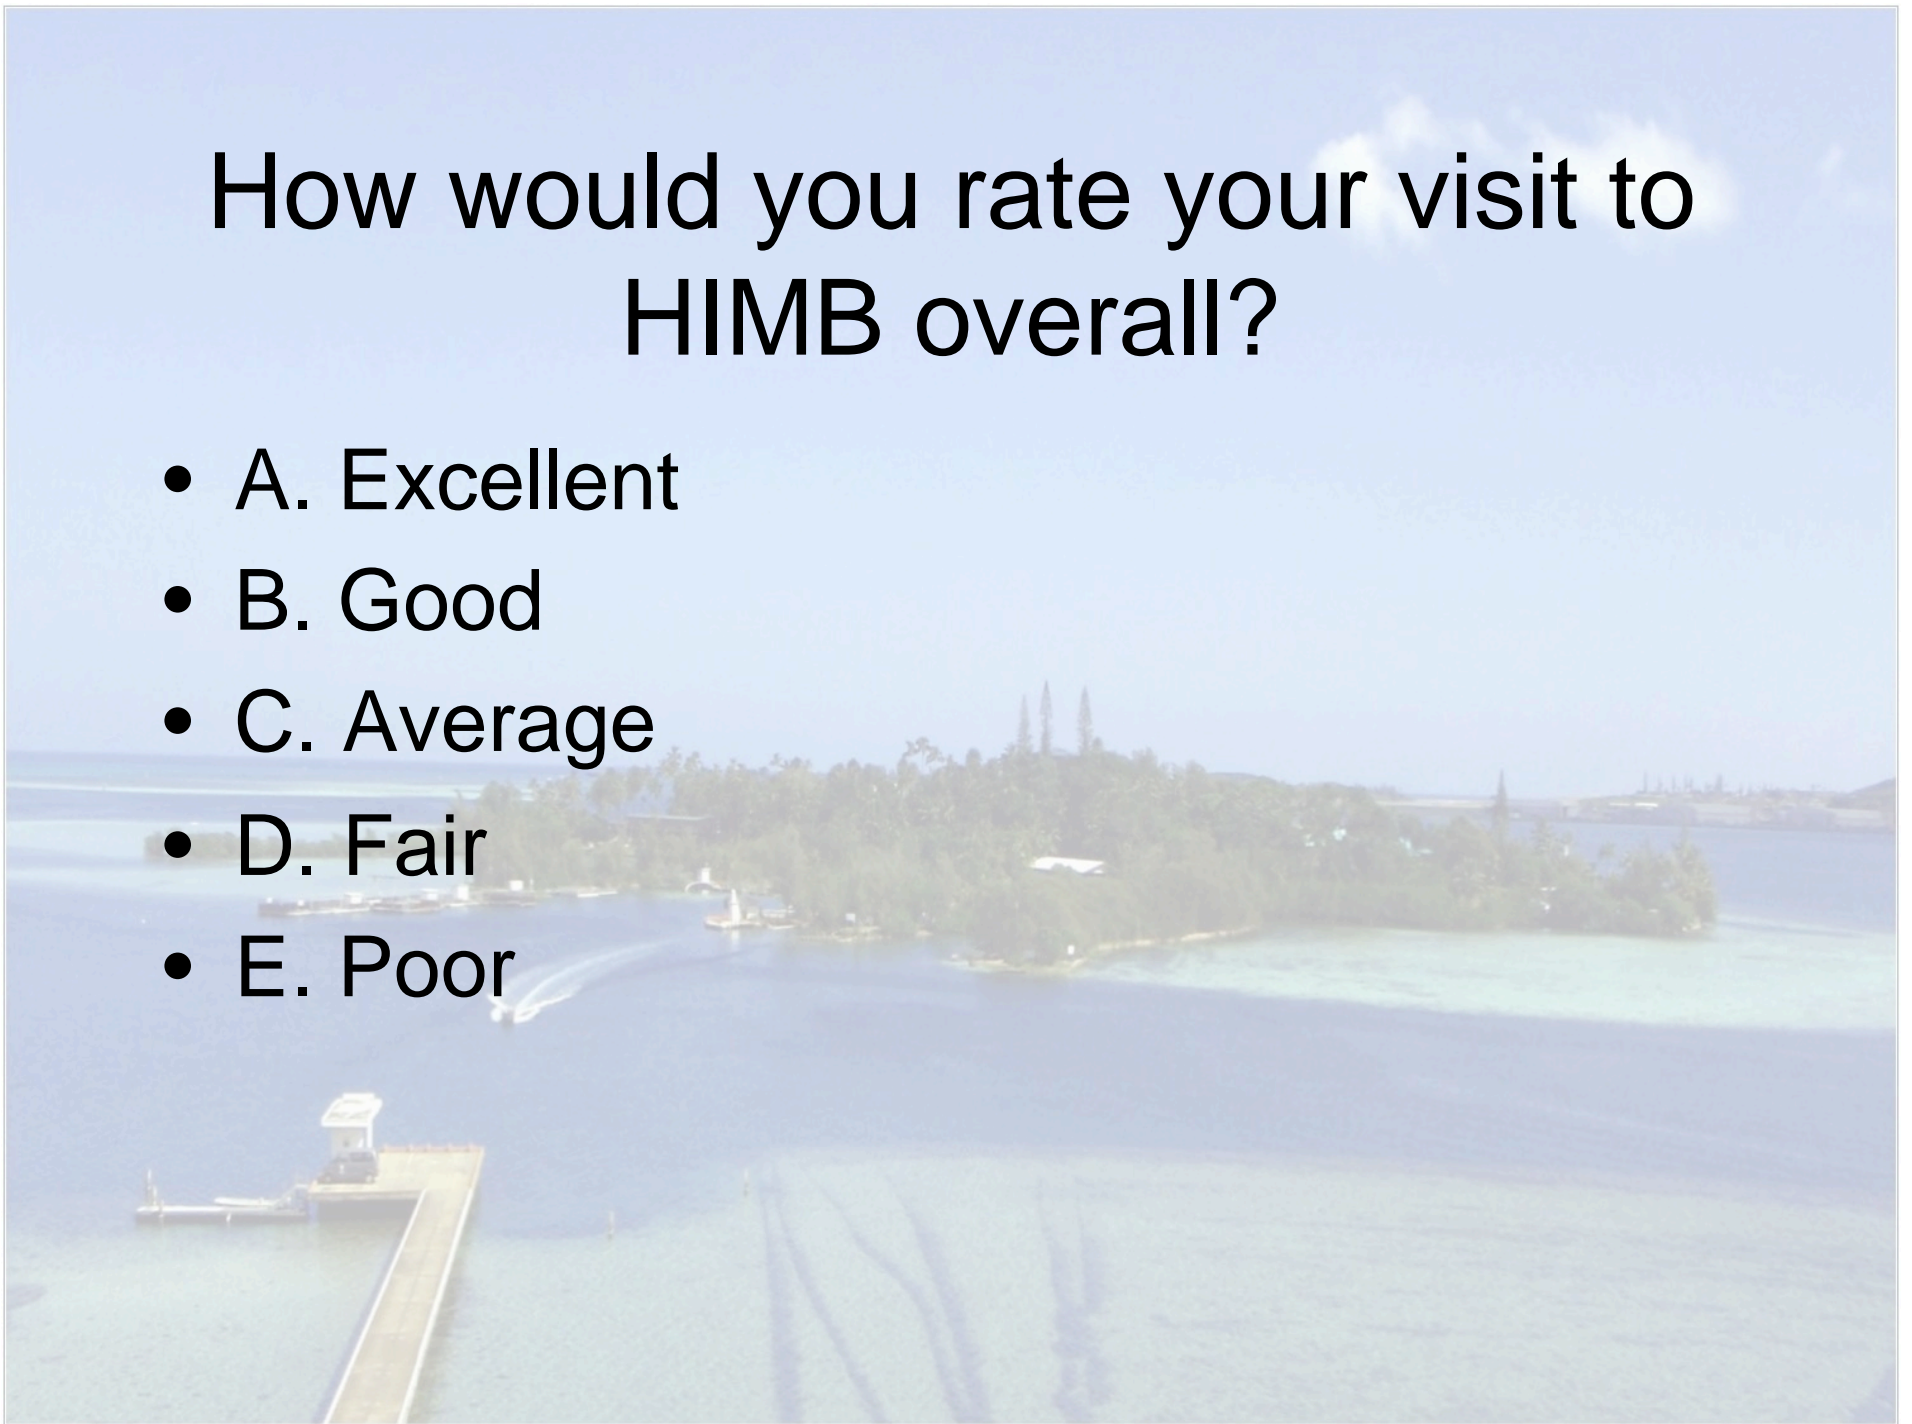 How would you rate your visit to
HIMB overall?
• A. Excellent
• B. Good
• C. Average
• D. Fair
• E. Poor